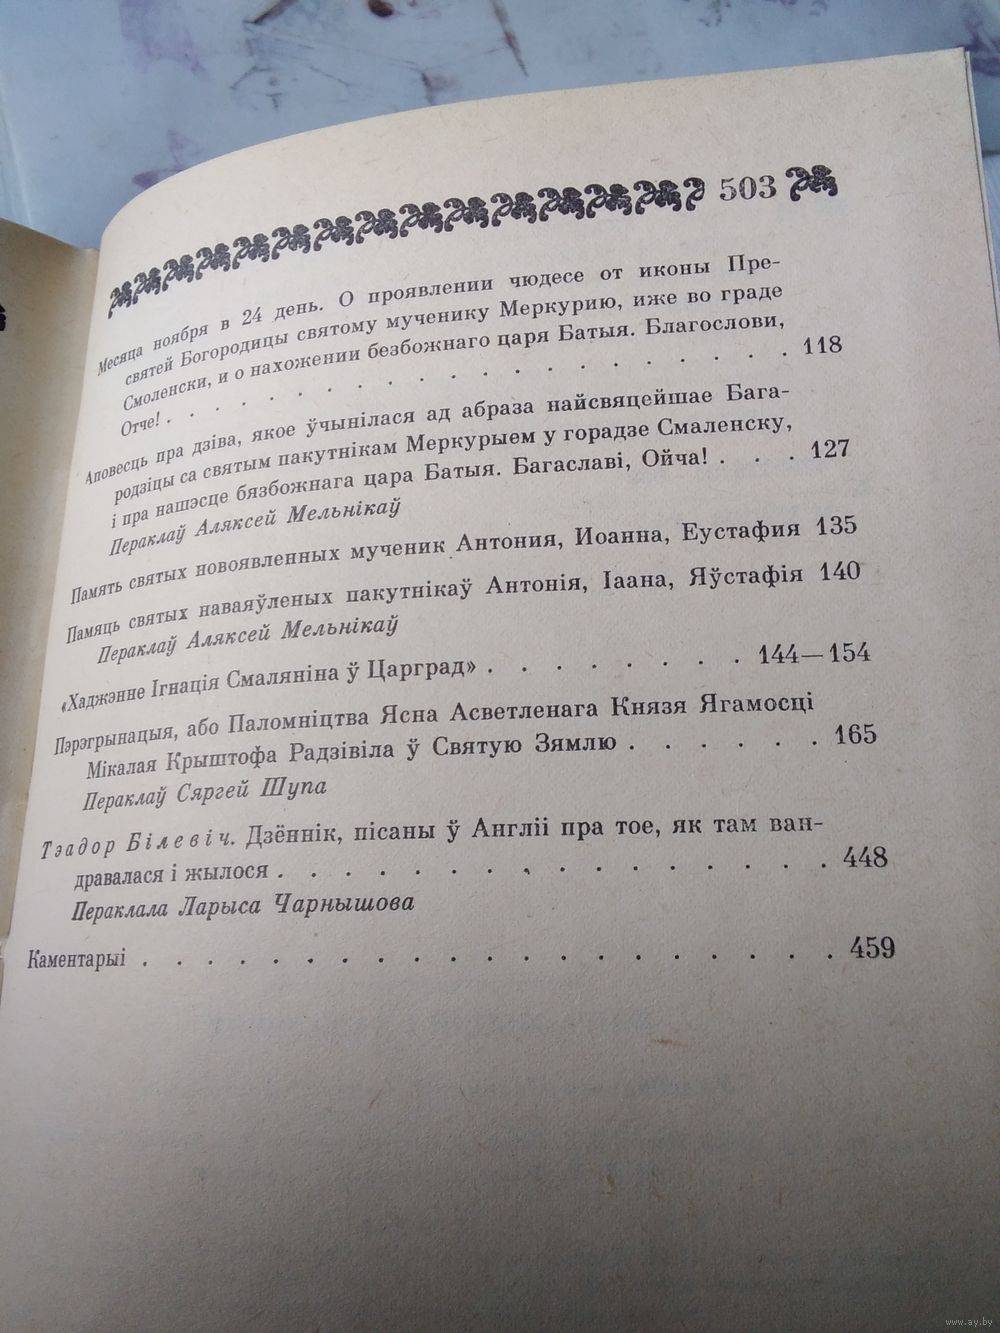 503
Месяца ноября в 24 день. О проявлении чюдесе от иконы Пре-
святей Богородицы святому мученику Меркурию, иже во граде
Смоленски, и о нахожении безбожнаго царя Батыя. Благослови,
Отче! . . . . . . . . . . . . . . . . 118
Аповесць пра дзіва, якое ўчынілася ад абраза найсвяцейшае Бага-
родзіцы са святым пакутнікам Меркурыем у горадзе Смаленску,
і пра нашэсце бязбожнага цара Батыя. Багаславі, Ойча! . . . 127
Пераклаў Аляксей Мельнікаў
Память святых новоявленных мученик Антония, Иоанна, Еустафия 135
Памяць святых наваяўленых пакутнікаў Антонія, Іаана, Яўстафія 140
Пераклаў Аляксей Мельнікаў
«Хаджэнне Ігнація Смаляніна ў Царград» . . . . . . . . 144—154
Пэрэгрынацыя, або Паломніцтва Ясна Асветленага Князя Ягамосці
Мікалая Крыштофа Радзівіла ў Святую Зямлю . . . . . . 165
Пераклаў Сяргей Шупа
Тэадор Білевіч. Дзённік, пісаны ў Англіі пра тое, як там ван-
дравалася і жылося . . . . . . . . . . . . . . . 448
Пераклала Ларыса Чарнышова
Каментарыі . . . . . . . . . . . . . . . . . . . 459
www.ay.by